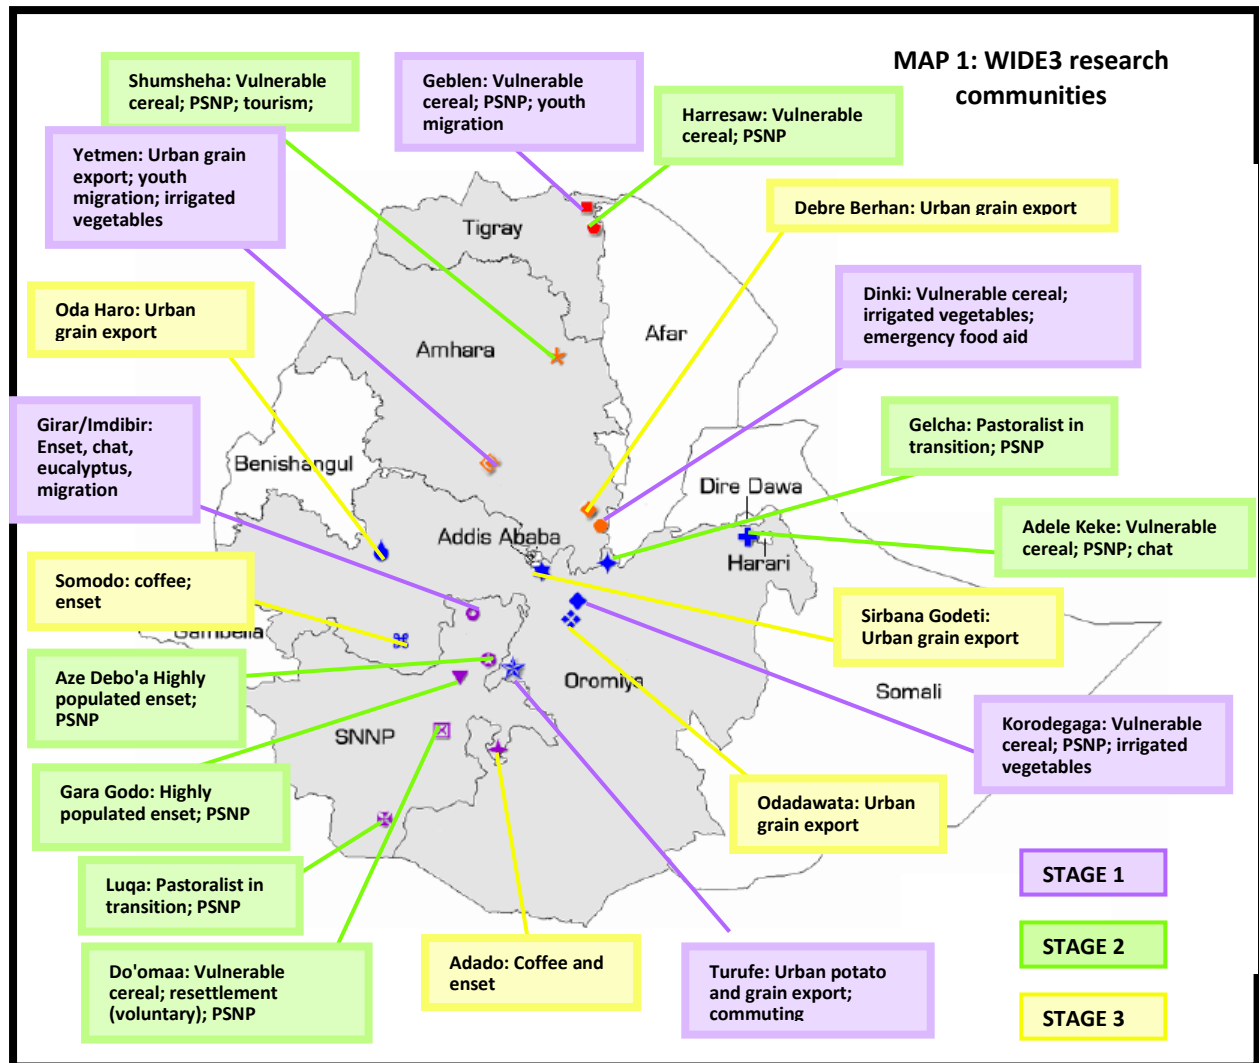 MAP 1: WIDE3 research
communities
Shumsheha: Vulnerable
cereal; PSNP; tourism;
Geblen: Vulnerable
cereal; PSNP; youth
migration
Harresaw: Vulnerable
cereal; PSNP
Yetmen: Urban grain
export; youth
migration; irrigated
vegetables
Debre Berhan: Urban grain export
Tigray
Dinki: Vulnerable cereal;
irrigated vegetables;
emergency food aid
Oda Haro: Urban
grain export
Afar
Amhara
Girar/Imdibir:
Enset, chat,
eucalyptus,
migration
Gelcha: Pastoralist in
transition; PSNP
Benishangul
Dire Dawa
Addis Ababa
Adele Keke: Vulnerable
cereal; PSNP; chat
Harari
Somodo: coffee;
enset
Sirbana Godeti:
Urban grain export
Gambella
Aze Debo'a Highly
populated enset;
PSNP
Oromiya
Somali
SNNP
Korodegaga: Vulnerable
cereal; PSNP; irrigated
vegetables
Gara Godo: Highly
populated enset; PSNP
Odadawata: Urban
grain export
Luqa: Pastoralist in
transition; PSNP
STAGE 1
Do'omaa: Vulnerable
cereal; resettlement
(voluntary); PSNP
Adado: Coffee and
enset
Turufe: Urban potato
and grain export;
commuting
STAGE 2
STAGE 3